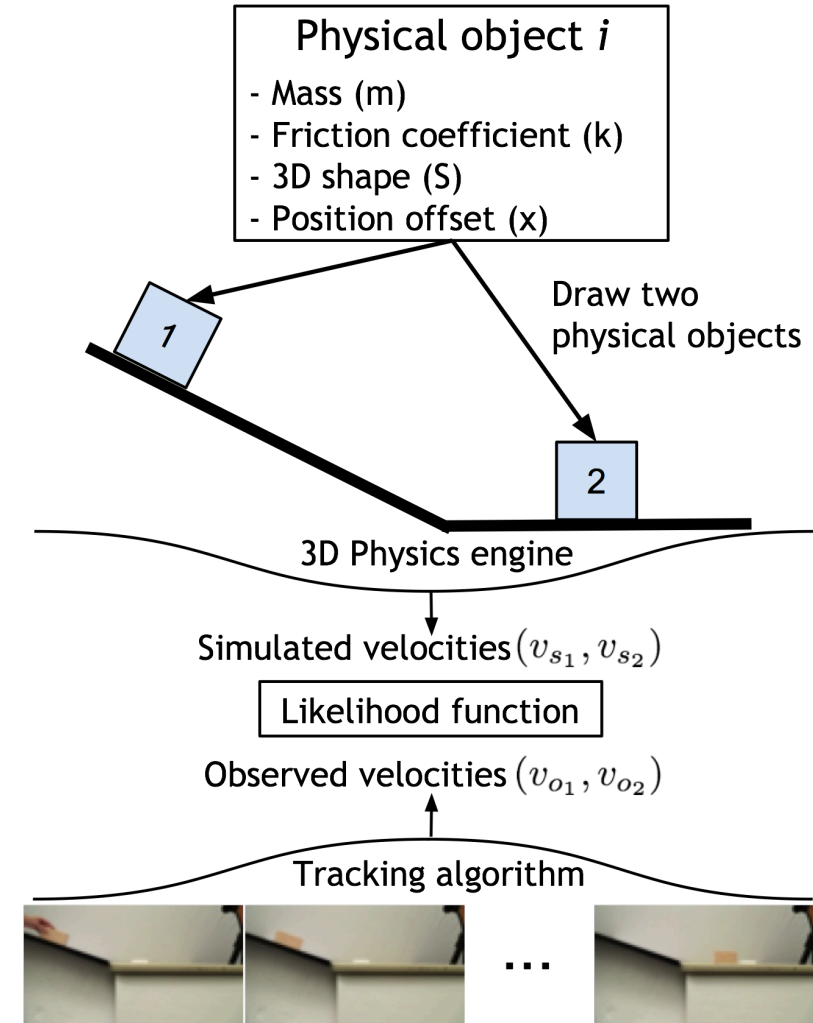 Physical object i
- Mass (m)
- Friction coefficient (k)
- 3D shape (S)
- Position offset (x)
Draw two
physical objects
1
2
3D Physics engine
Simulated velocities (v_{s_1}, v_{s_2})
Likelihood function
Observed velocities (v_{o_1}, v_{o_2})
Tracking algorithm
...